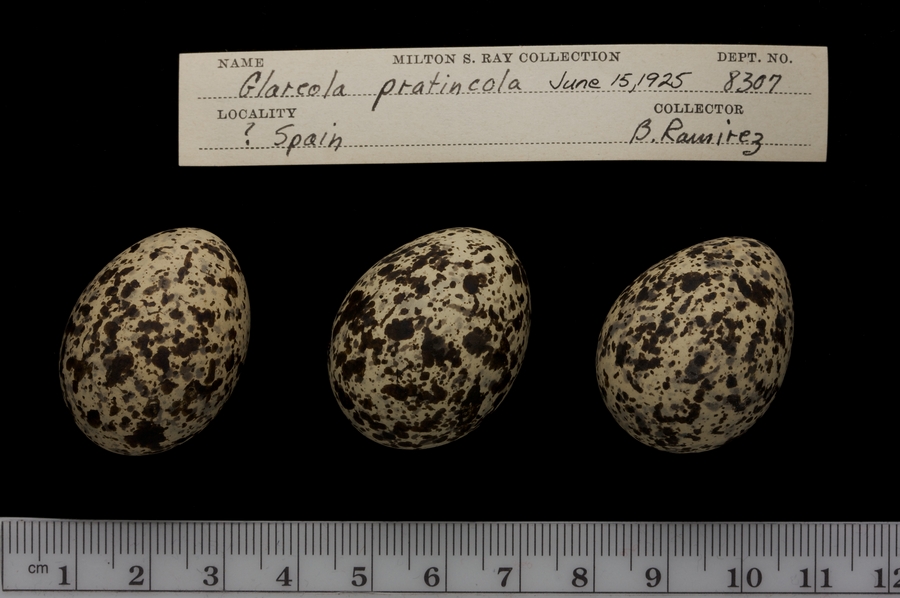 NAME MILTON S. RAY COLLECTION DEPT. NO.
Glareola pratincola June 15, 1925 8307
LOCALITY COLLECTOR
? Spain B. Ramirez
cm 1 2 3 4 5 6 7 8 9 10 11 12